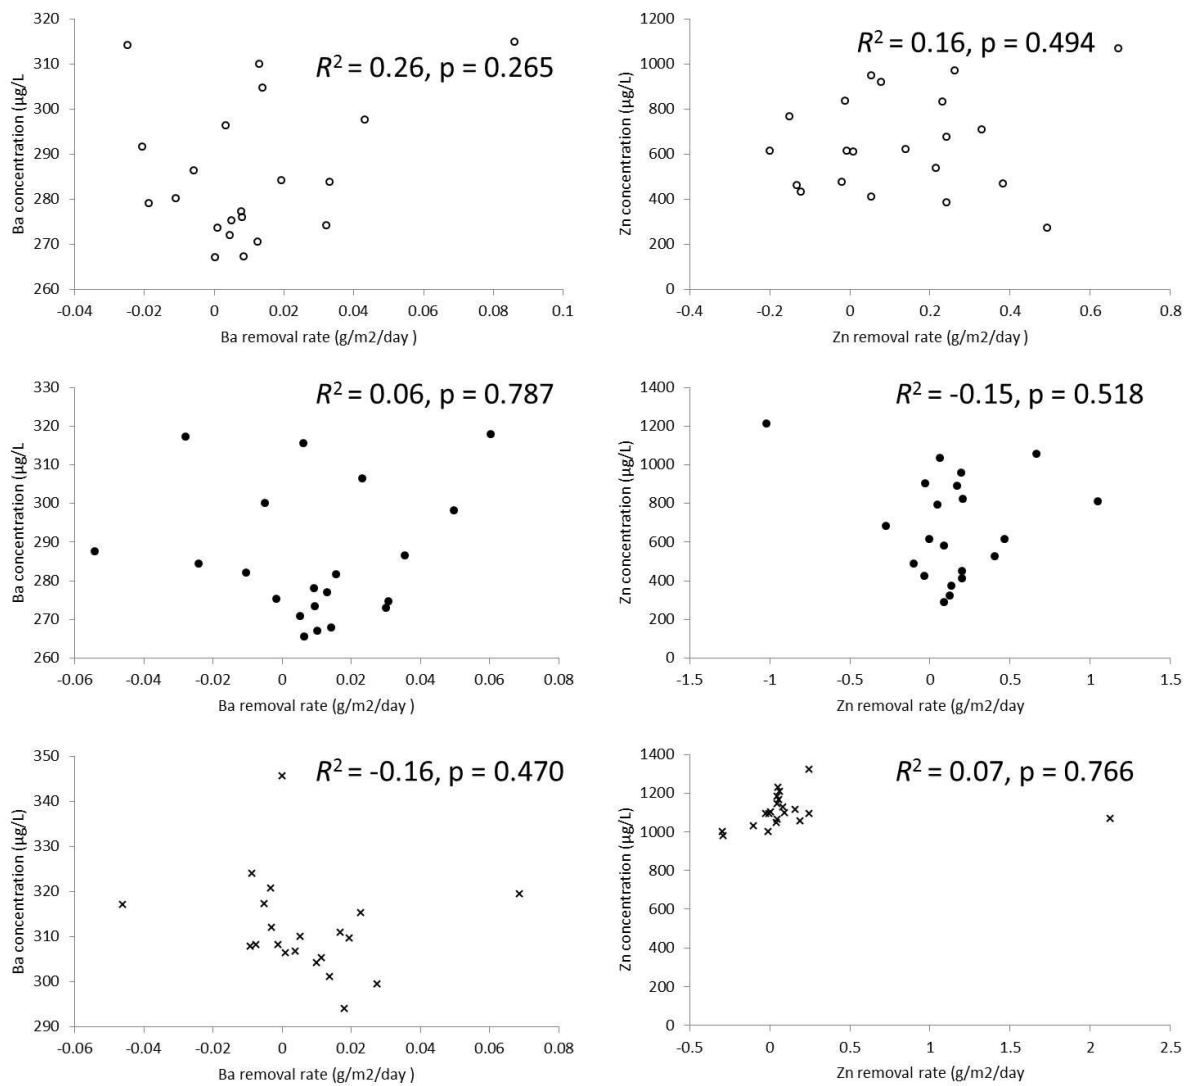 320
310
300
290
280
270
260
Ba concentration (µg/L
R² = 0.26, p = 0.265
-0.04 -0.02 0 0.02 0.04 0.06 0.08 0.1
Ba removal rate (g/m2/day )
1200
1000
800
600
400
200
0
Zn concentration (µg/L)
R² = 0.16, p = 0.494
-0.4 -0.2 0 0.2 0.4 0.6 0.8
Zn removal rate (g/m2/day )
330
320
310
300
290
280
270
260
Ba concentration (µg/L
R² = 0.06, p = 0.787
-0.06 -0.04 -0.02 0 0.02 0.04 0.06 0.08
Ba removal rate (g/m2/day )
1400
1200
1000
800
600
400
200
0
Zn concentration (µg/L)
R² = -0.15, p = 0.518
-1.5 -1 -0.5 0 0.5 1 1.5
Zn removal rate (g/m2/day
350
340
330
320
310
300
290
Ba concentration (µg/L
R² = -0.16, p = 0.470
-0.06 -0.04 -0.02 0 0.02 0.04 0.06 0.08
Ba removal rate (g/m2/day )
1400
1200
1000
800
600
400
200
0
Zn concentration (µg/L)
R² = 0.07, p = 0.766
-0.5 0 0.5 1 1.5 2 2.5
Zn removal rate (g/m2/day